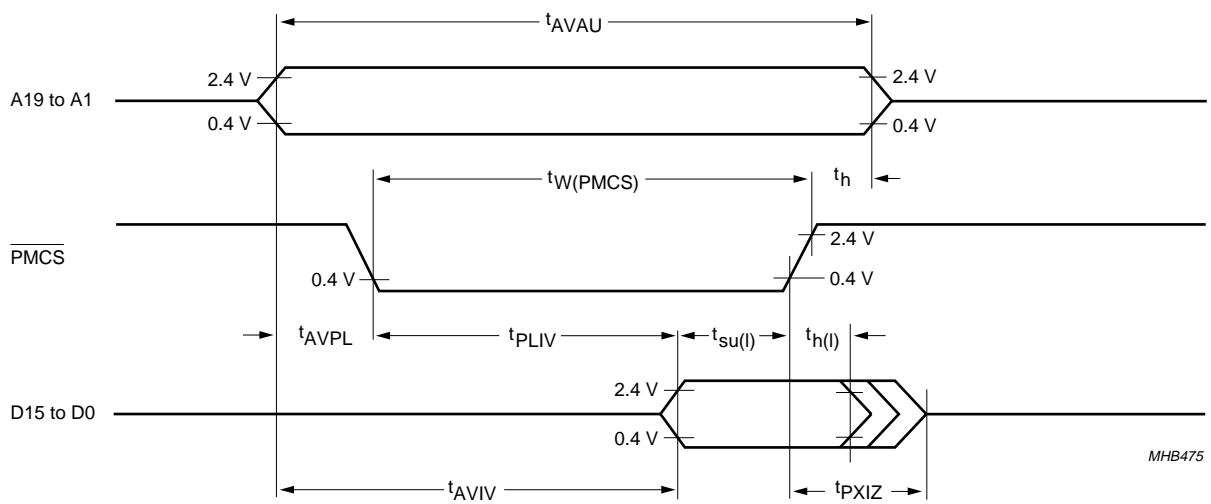 tAVAU
2.4 V
2.4 V
A19 to A1
0.4 V
0.4 V
tW(PMCS)
th
2.4 V
PMCS
0.4 V
0.4 V
tAVPL
tPLIV
tsu(I)
th(I)
2.4 V
D15 to D0
0.4 V
MHB475
tAVIV
tPXIZ